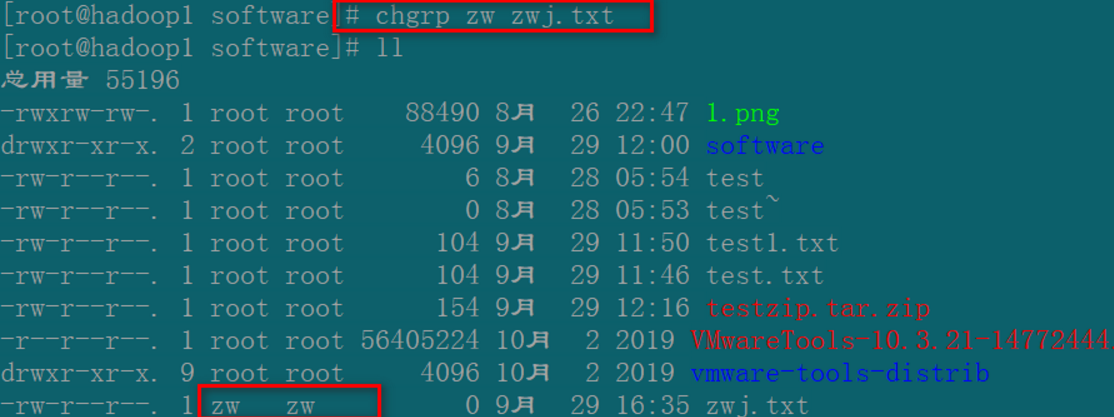 [root@hadoop1 software]# chgrp zw zwj.txt
[root@hadoop1 software]# ll
总用量 55196
-rwxrw-rw-. 1 root root 88490 8月 26 22:47 1.png
drwxr-xr-x. 2 root root 4096 9月 29 12:00 software
-rw-r--r--. 1 root root 6 8月 28 05:54 test
-rw-r--r--. 1 root root 0 8月 28 05:53 test~
-rw-r--r--. 1 root root 104 9月 29 11:50 test1.txt
-rw-r--r--. 1 root root 104 9月 29 11:46 test.txt
-rw-r--r--. 1 root root 154 9月 29 12:16 testzip.tar.zip
-r--r--r--. 1 root root 56405224 10月 2 2019 VMwareTools-10.3.21-14772444.
drwxr-xr-x. 9 root root 4096 10月 2 2019 vmware-tools-distrib
-rw-r--r--. 1 zw zw 0 9月 29 16:35 zwj.txt